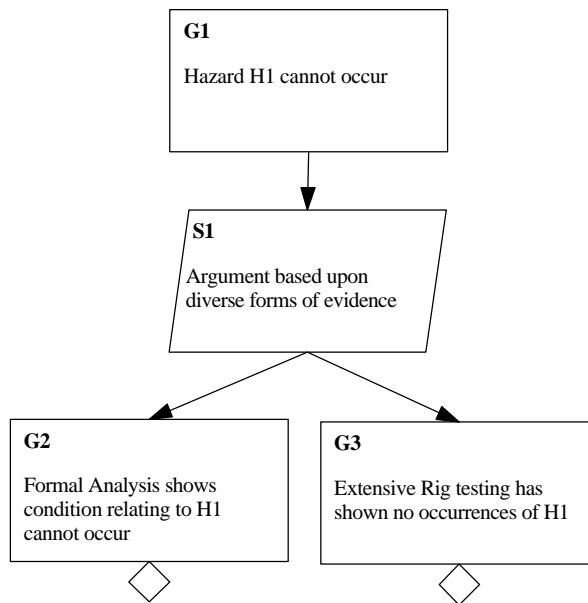 G1
Hazard H1 cannot occur
S1
Argument based upon
diverse forms of evidence
G2
Formal Analysis shows
condition relating to H1
cannot occur
G3
Extensive Rig testing has
shown no occurrences of H1